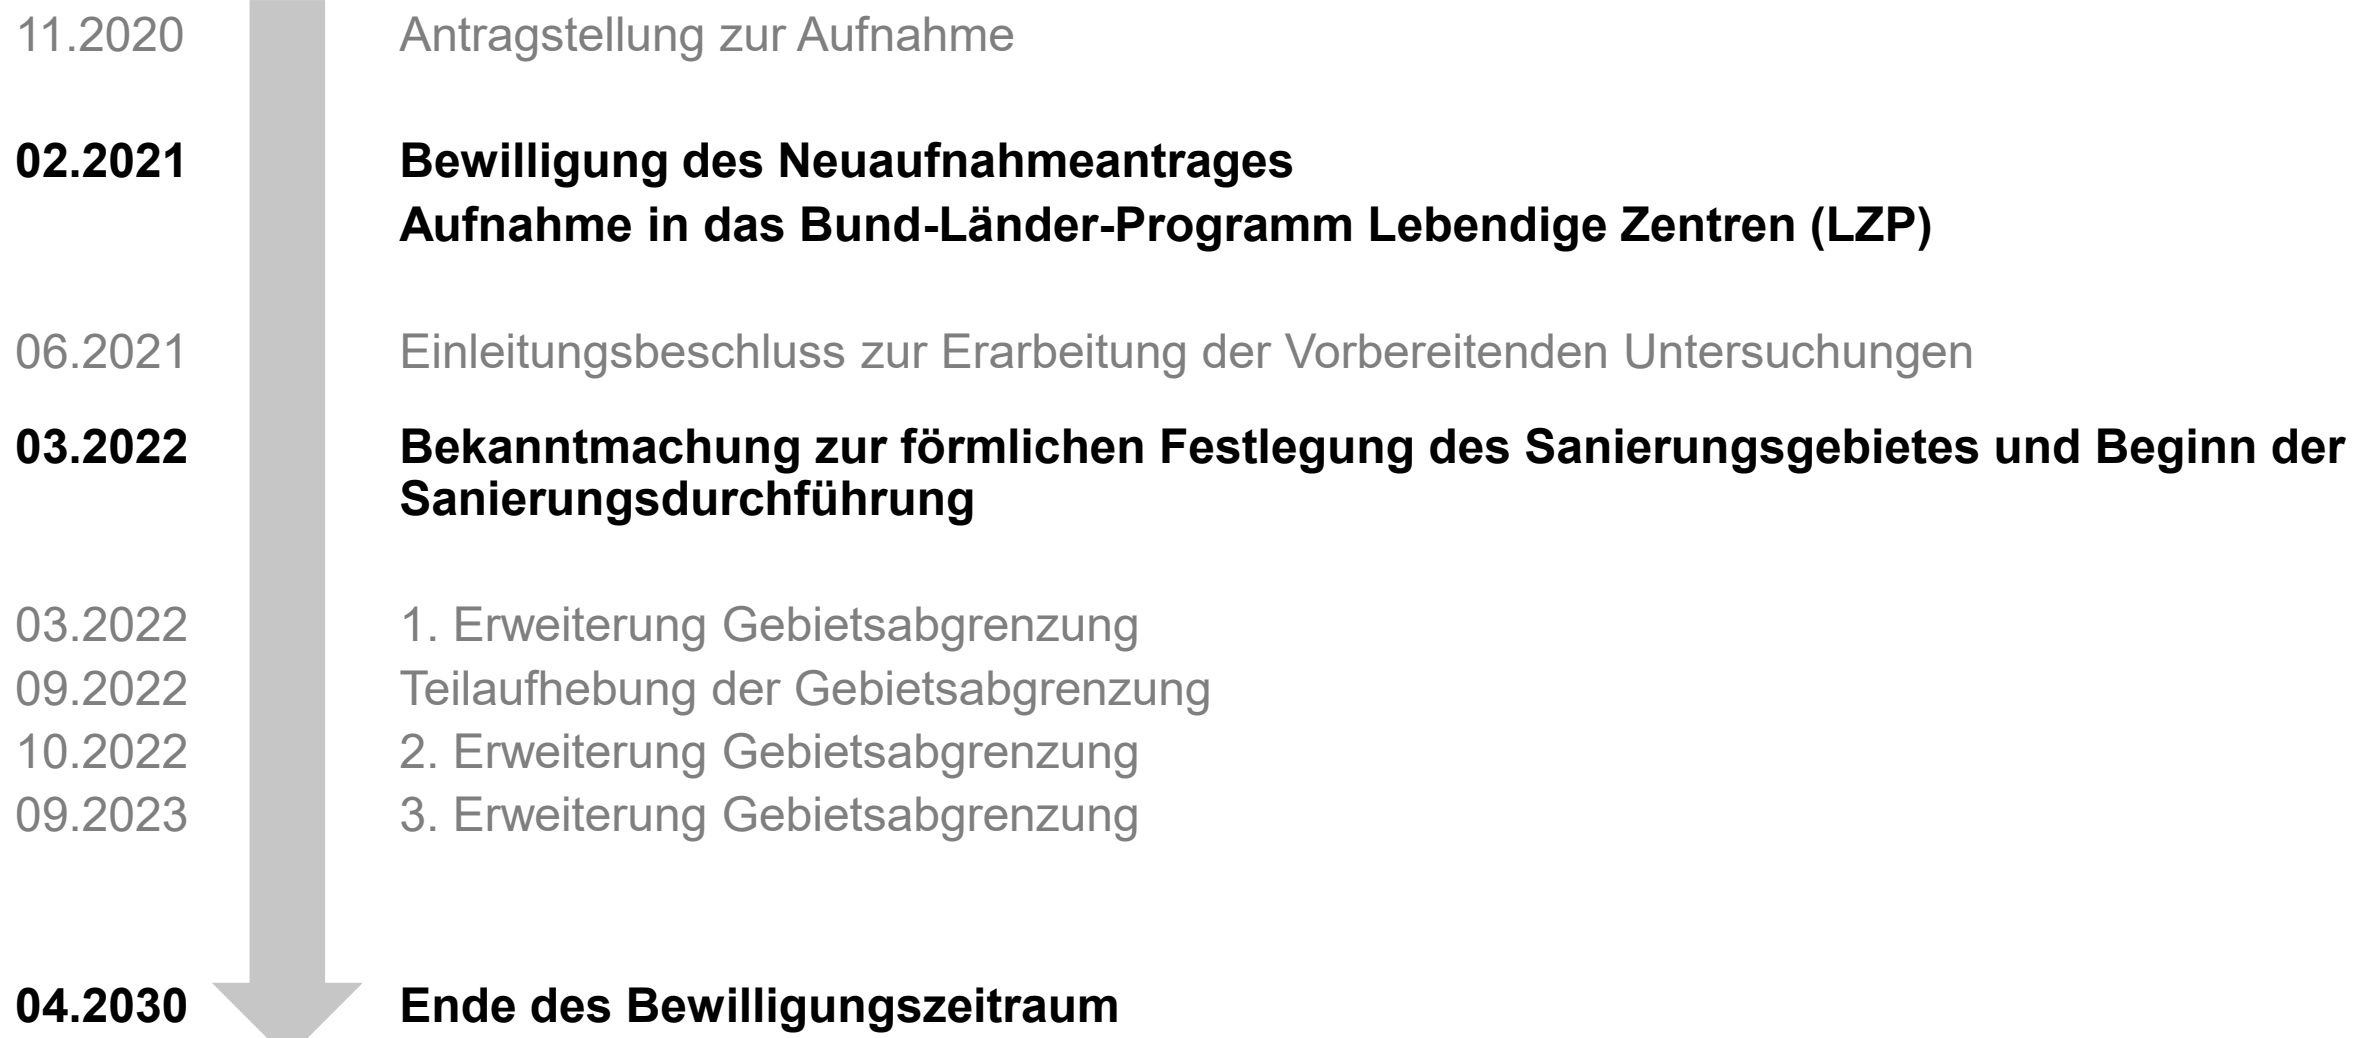 11.2020 Antragstellung zur Aufnahme
02.2021 Bewilligung des Neuaufnahmeantrages
Aufnahme in das Bund-Länder-Programm Lebendige Zentren (LZP)
06.2021 Einleitungsbeschluss zur Erarbeitung der Vorbereitenden Untersuchungen
03.2022 Bekanntmachung zur förmlichen Festlegung des Sanierungsgebietes und Beginn der
Sanierungsdurchführung
03.2022 1. Erweiterung Gebietsabgrenzung
09.2022 Teilaufhebung der Gebietsabgrenzung
10.2022 2. Erweiterung Gebietsabgrenzung
09.2023 3. Erweiterung Gebietsabgrenzung
04.2030 Ende des Bewilligungszeitraum